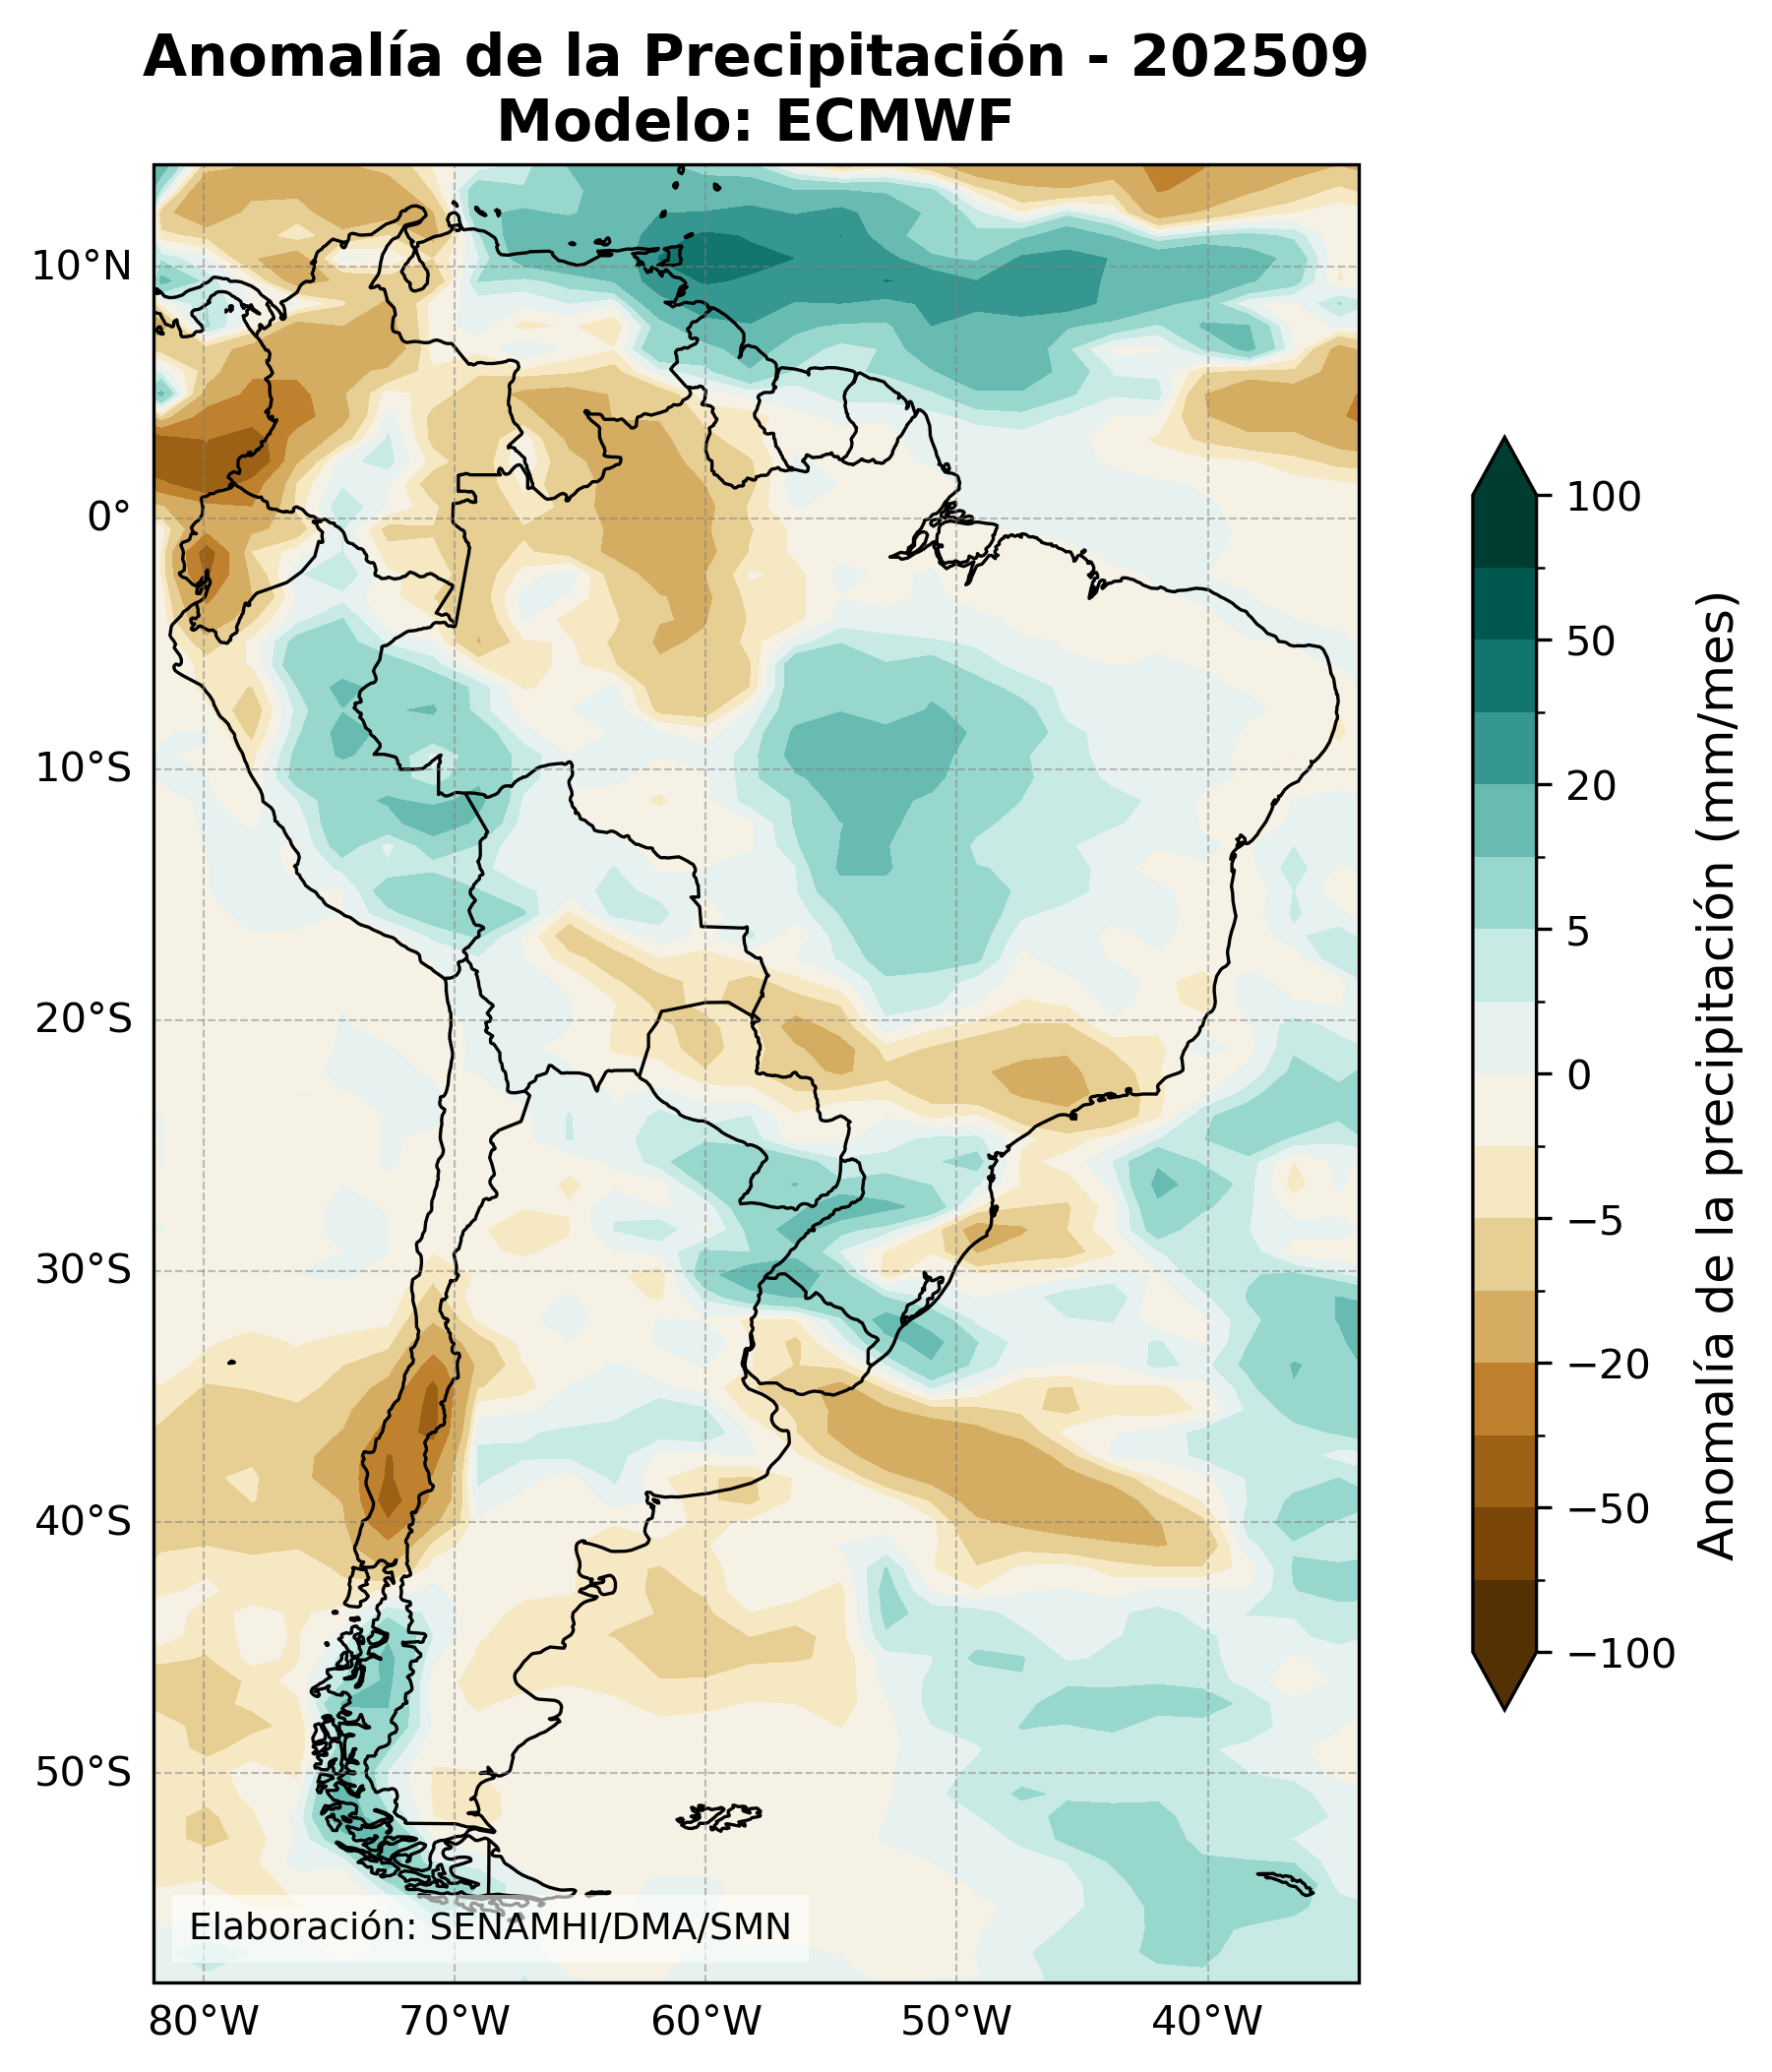 Anomalía de la Precipitación - 202509
Modelo: ECMWF
10°N
0°
10°S
20°S
30°S
40°S
50°S
80°W
70°W
60°W
50°W
40°W
Elaboración: SENAMHI/DMA/SMN
100
50
20
5
0
−5
−20
−50
−100
Anomalía de la precipitación (mm/mes)